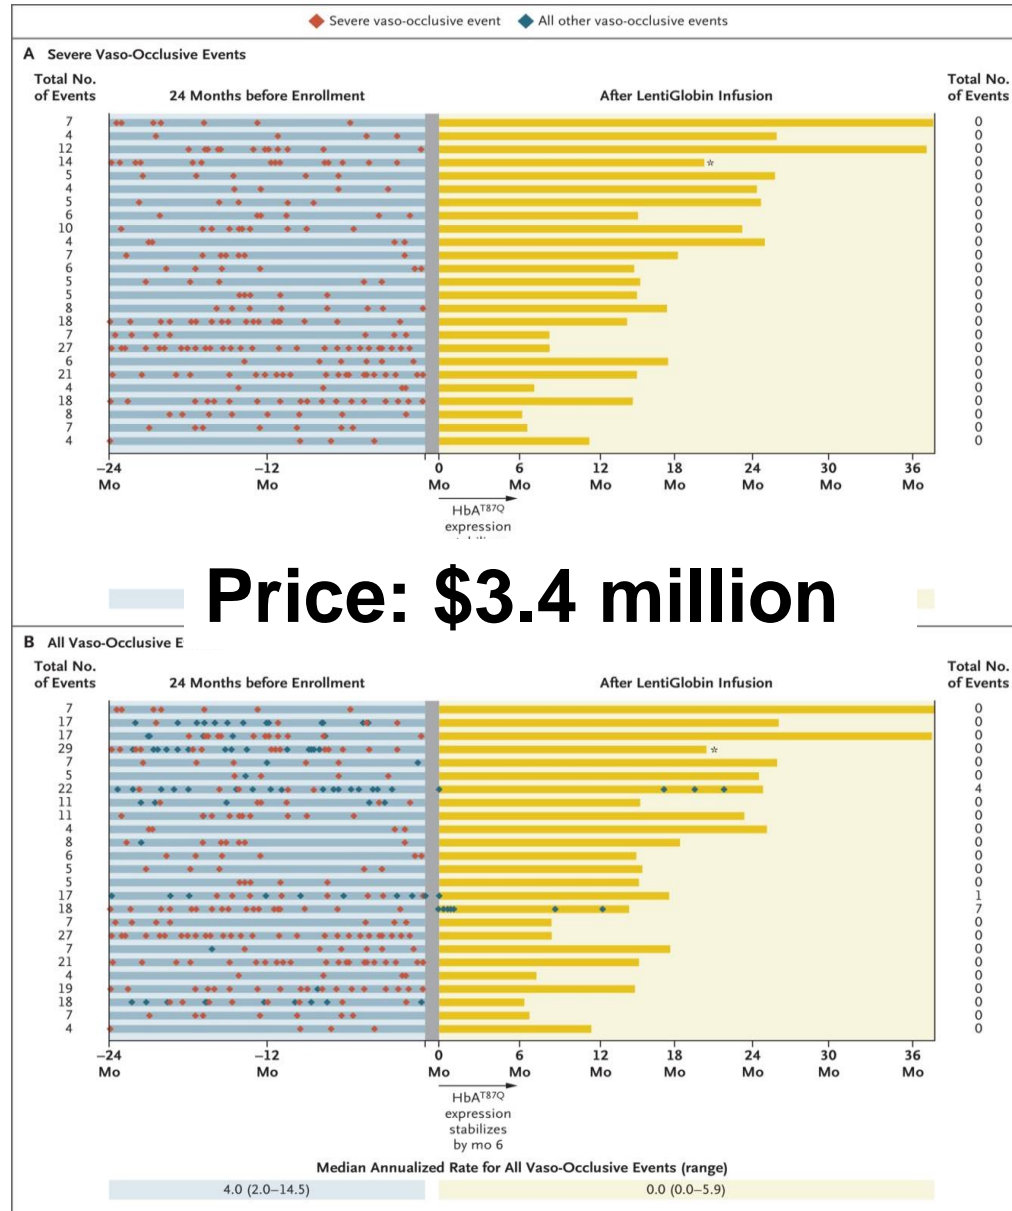 Severe vaso-occlusive event All other vaso-occlusive events
A Severe Vaso-Occlusive Events
Total No. of Events 24 Months before Enrollment After LentiGlobin Infusion Total No. of Events
7 0
4 0
12 0
14 ☆ 0
5 0
4 0
5 0
6 0
10 0
4 0
7 0
6 0
5 0
5 0
8 0
18 0
7 0
27 0
6 0
21 0
4 0
18 0
8 0
7 0
4 0
−24 Mo −12 Mo 0 Mo 6 Mo 12 Mo 18 Mo 24 Mo 30 Mo 36 Mo
HbAT87Q
expression
Price: $3.4 million
B All Vaso-Occlusive E
Total No. of Events 24 Months before Enrollment After LentiGlobin Infusion Total No. of Events
7 0
17 0
17 0
29 ☆ 0
7 0
5 0
22 4
11 0
11 0
4 0
8 0
6 0
5 0
5 0
17 1
18 7
7 0
27 0
7 0
21 0
4 0
19 0
18 0
7 0
4 0
−24 Mo −12 Mo 0 Mo 6 Mo 12 Mo 18 Mo 24 Mo 30 Mo 36 Mo
HbAT87Q
expression
stabilizes
by mo 6
Median Annualized Rate for All Vaso-Occlusive Events (range)
4.0 (2.0–14.5) 0.0 (0.0–5.9)